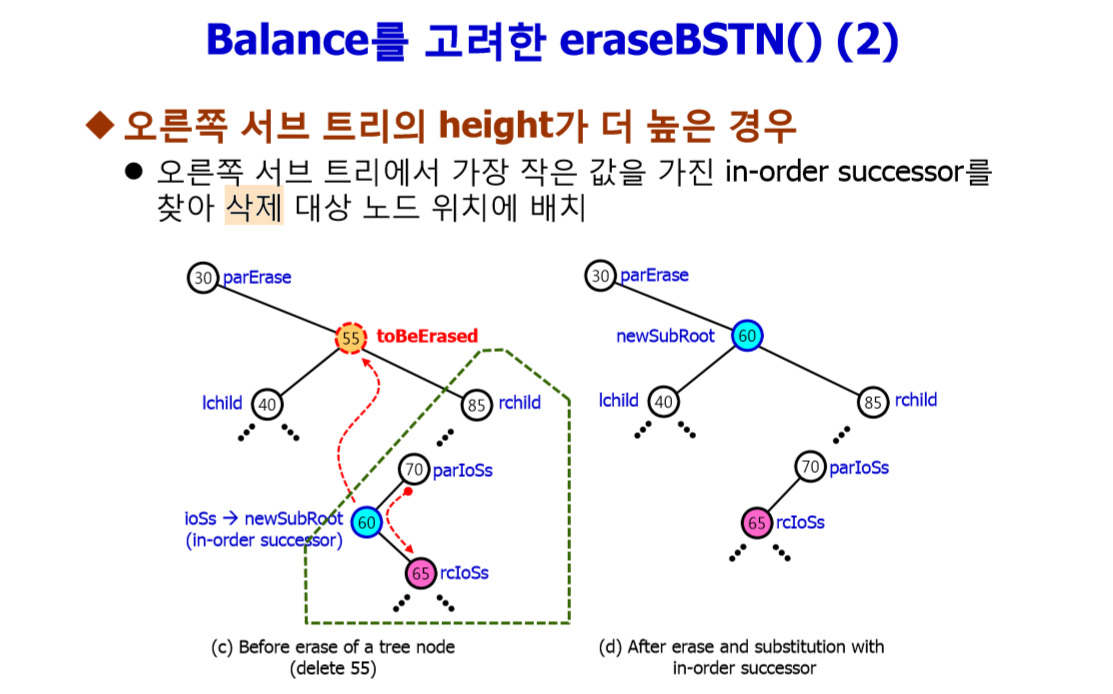 Balance를 고려한 eraseBSTN() (2)
◆ 오른쪽 서브 트리의 height가 더 높은 경우
● 오른쪽 서브 트리에서 가장 작은 값을 가진 in-order successor를
찾아 삭제 대상 노드 위치에 배치
30 parErase
55 toBeErased
lchild 40
85 rchild
70 parIoSs
ioSs → newSubRoot 60
(in-order successor)
65 rcIoSs
(c) Before erase of a tree node
(delete 55)
30 parErase
newSubRoot 60
lchild 40
85 rchild
70 parIoSs
65 rcIoSs
(d) After erase and substitution with
in-order successor